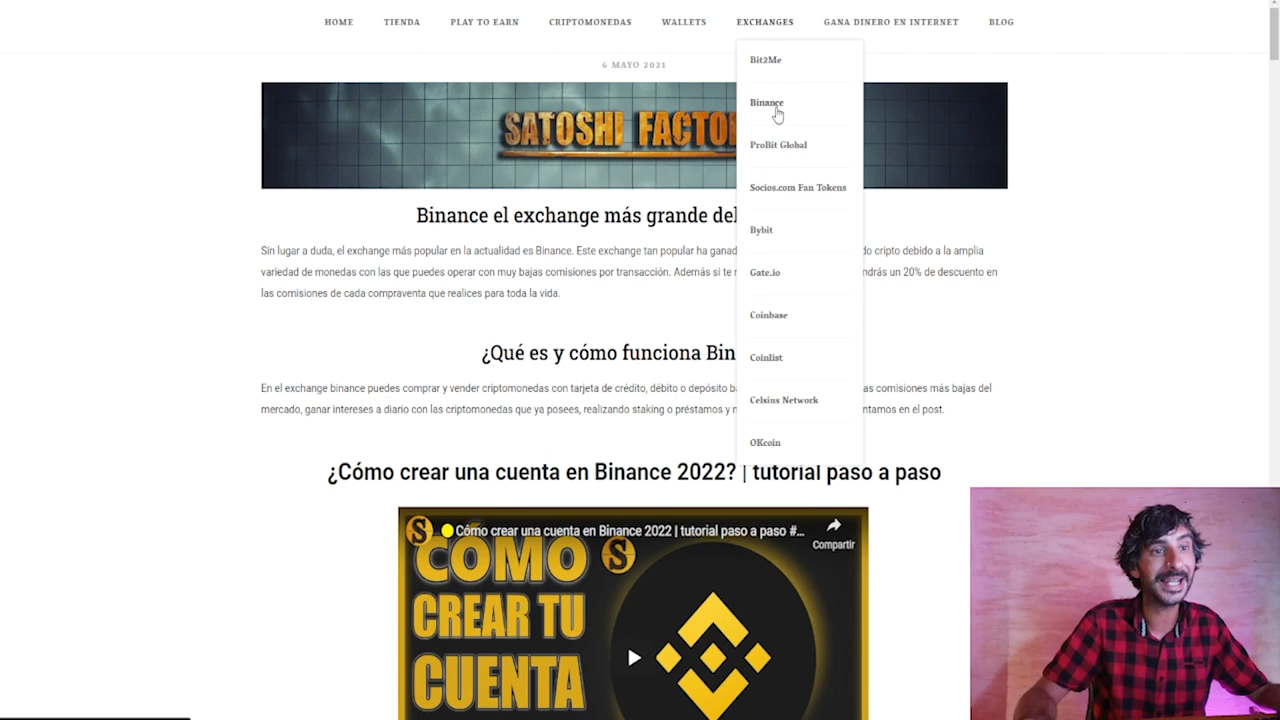 HOME TIENDA PLAY TO EARN CRIPTOMONEDAS WALLETS EXCHANGES GANA DINERO EN INTERNET BLOG
6 MAYO 2021
Bit2Me
Binance
ProBit Global
Socios.com Fan Tokens
Bybit
Gate.io
Coinbase
Coinlist
Celsius Network
OKcoin
SATOSHI FACTOR
Binance el exchange más grande del
Sin lugar a duda, el exchange más popular en la actualidad es Binance. Este exchange tan popular ha ganad do cripto debido a la amplia
variedad de monedas con las que puedes operar con muy bajas comisiones por transacción. Además si te r ndrás un 20% de descuento en
las comisiones de cada compraventa que realices para toda la vida.
¿Qué es y cómo funciona Bin
En el exchange binance puedes comprar y vender criptomonedas con tarjeta de crédito, débito o depósito ba as comisiones más bajas del
mercado, ganar intereses a diario con las criptomonedas que ya posees, realizando staking o préstamos y m ntamos en el post.
¿Cómo crear una cuenta en Binance 2022? | tutorial paso a paso
Cómo crear una cuenta en Binance 2022 | tutorial paso a paso #...
Compartir
COMO
CREAR TU
CUENTA